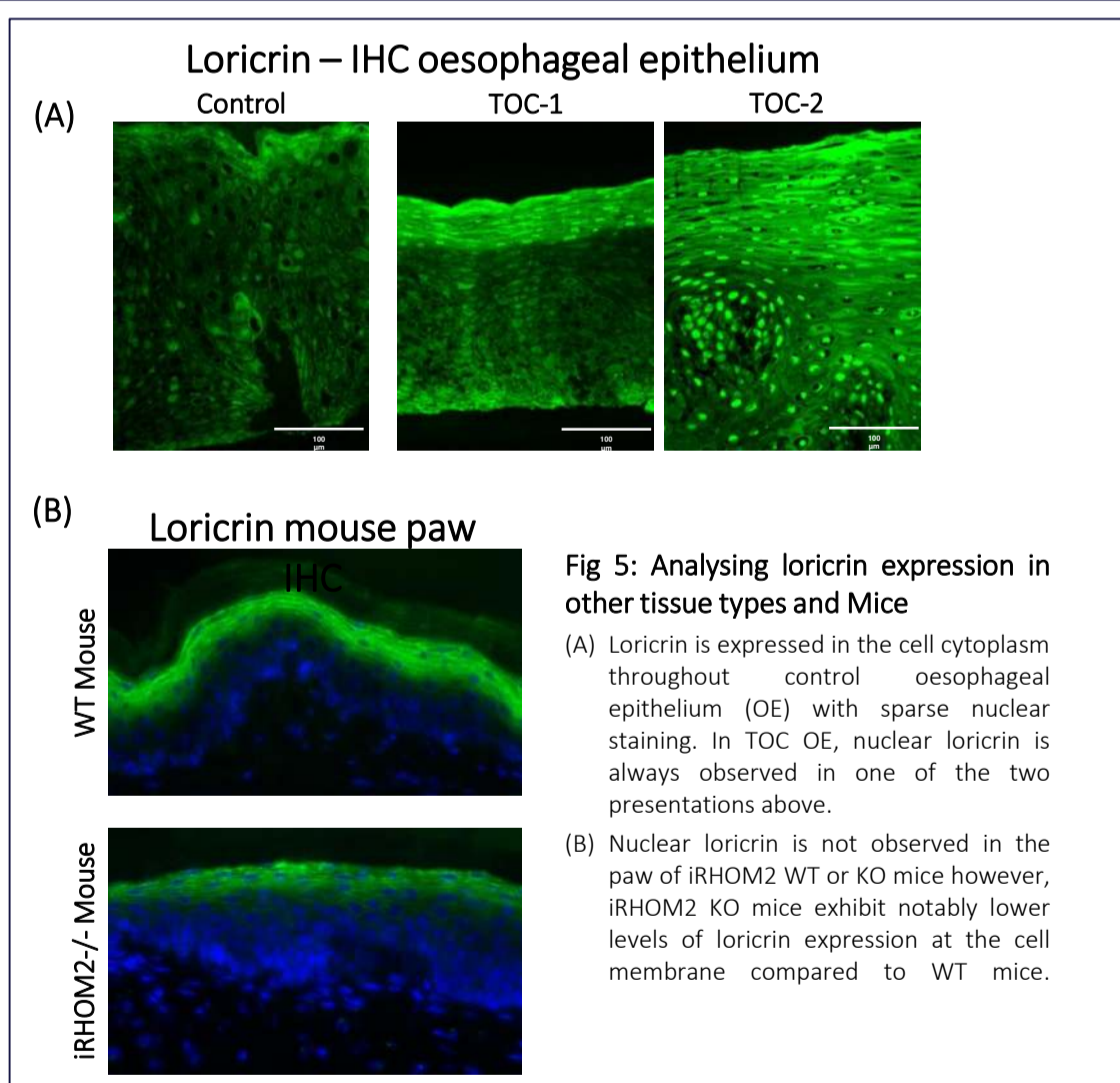 Loricrin – IHC oesophageal epithelium
(A)
Control
TOC-1
TOC-2
100
µm
100
µm
100
µm
(B)
Loricrin mouse paw
IHC
WT Mouse
iRHOM2-/- Mouse
Fig 5: Analysing loricrin expression in
other tissue types and Mice
(A) Loricrin is expressed in the cell cytoplasm
throughout control oesophageal
epithelium (OE) with sparse nuclear
staining. In TOC OE, nuclear loricrin is
always observed in one of the two
presentations above.
(B) Nuclear loricrin is not observed in the
paw of iRHOM2 WT or KO mice however,
iRHOM2 KO mice exhibit notably lower
levels of loricrin expression at the cell
membrane compared to WT mice.